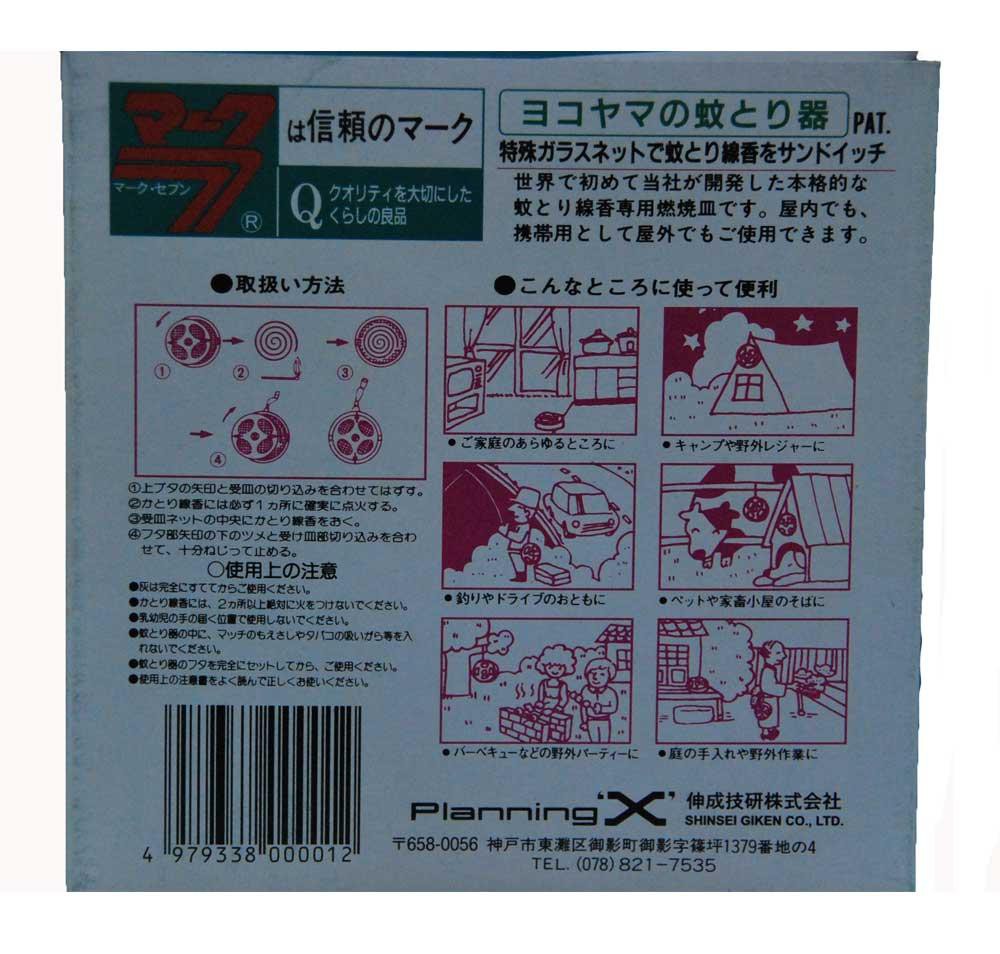 マーク
マーク・セブン
®
は信頼のマーク
Q クオリティを大切にした
くらしの良品
ヨコヤマの蚊とり器 PAT.
特殊ガラスネットで蚊とり線香をサンドイッチ
世界で初めて当社が開発した本格的な
蚊とり線香専用燃焼皿です。屋内でも、
携帯用として屋外でもご使用できます。
●取扱い方法
① ② ③
④
①上ブタの矢印と受皿の切り込みを合わせてはずす。
②かとり線香には必ず1ヵ所に確実に点火する。
③受皿ネットの中央にかとり線香をおく。
④フタ部矢印の下のツメと受け皿部切り込みを合わ
せて、十分ねじって止める。
○使用上の注意
●灰は完全にすててからご使用ください。
●かとり線香には、2ヵ所以上絶対に火をつけないでください。
●乳幼児の手の届く位置で使用しないでください。
●蚊とり器の中に、マッチのもえさしやタバコの吸いがら等を入
れないでください。
●蚊とり器のフタを完全にセットしてから、ご使用ください。
●使用上の注意書をよく読んで正しくお使いください。
●こんなところに使って便利
●ご家庭のあらゆるところに
●キャンプや野外レジャーに
●釣りやドライブのおともに
●ペットや家畜小屋のそばに
●バーベキューなどの野外パーティーに
●庭の手入れや野外作業に
4 979338 000012
Planning 'X' 伸成技研株式会社
SHINSEI GIKEN CO., LTD.
〒658-0056 神戸市東灘区御影町御影字篠坪1379番地の4
TEL. (078) 821-7535